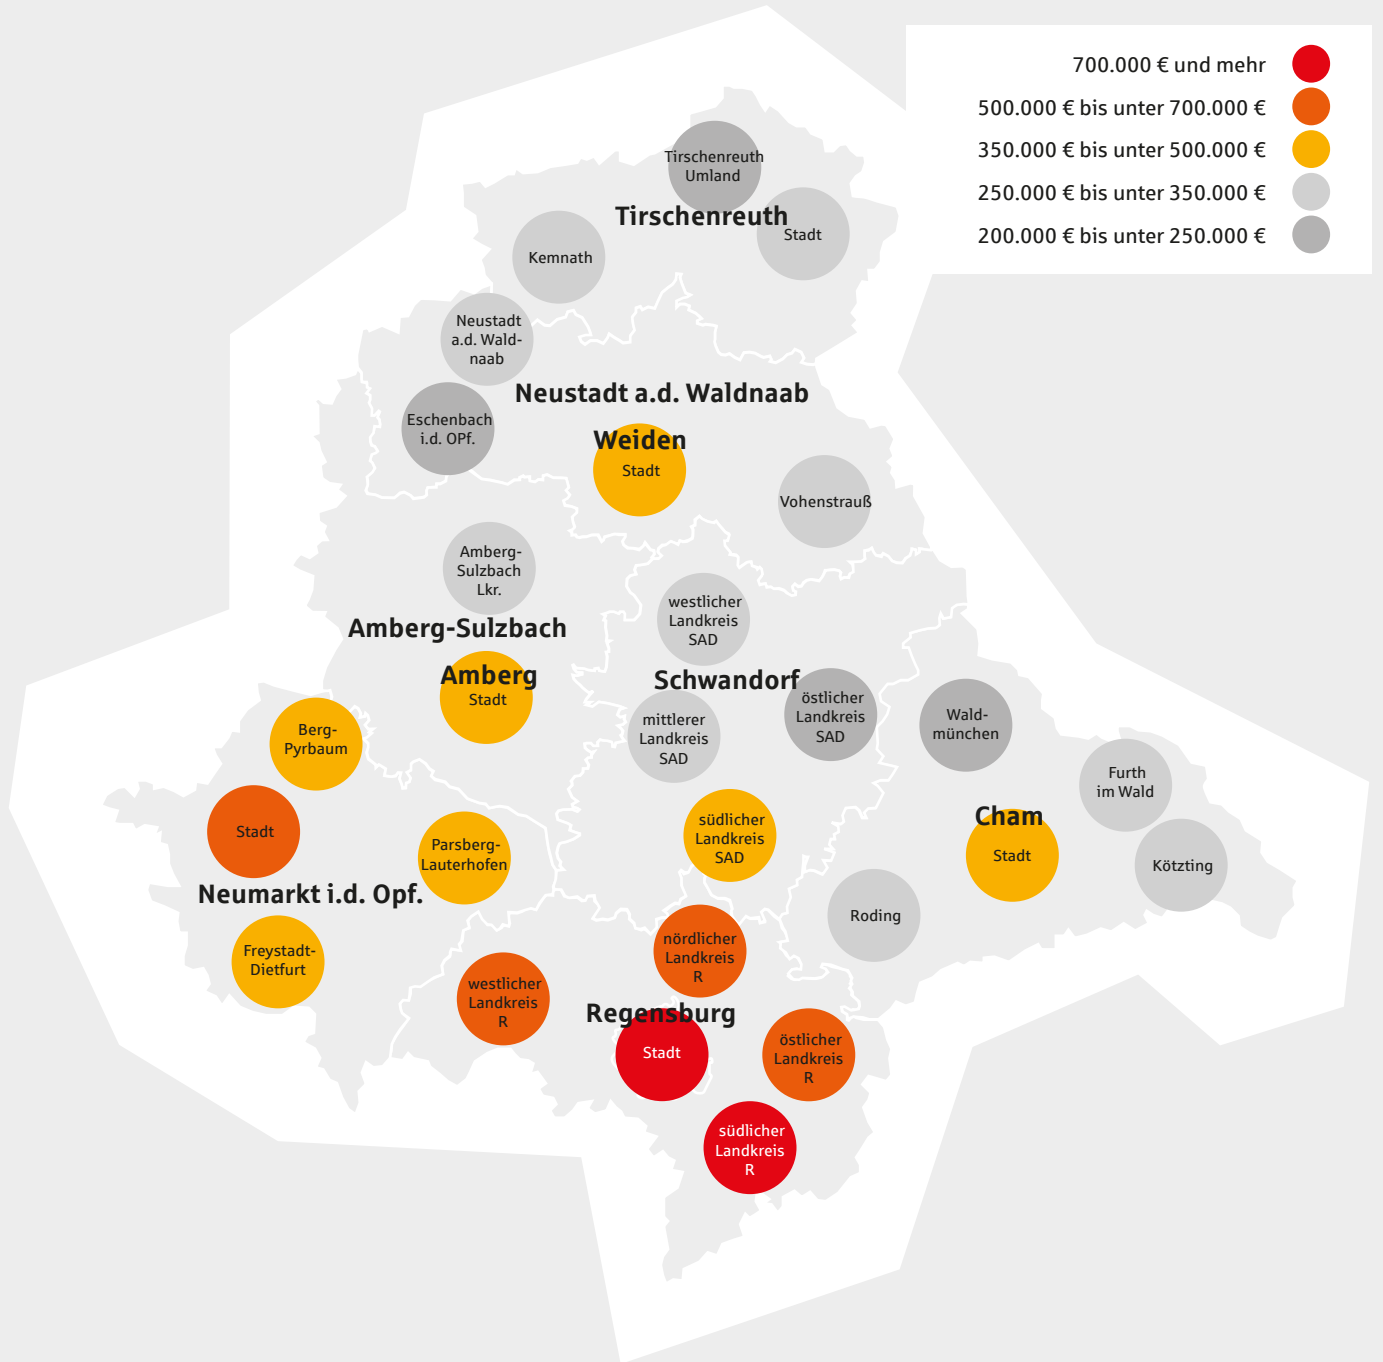 700.000 € und mehr
500.000 € bis unter 700.000 €
350.000 € bis unter 500.000 €
250.000 € bis unter 350.000 €
200.000 € bis unter 250.000 €
Tirschenreuth
Umland
Tirschenreuth
Stadt
Kemnath
Neustadt
a.d. Wald-
naab
Neustadt a.d. Waldnaab
Eschenbach
i.d. OPf.
Weiden
Stadt
Vohenstrauß
Amberg-
Sulzbach
Lkr.
Amberg-Sulzbach
Amberg
Stadt
westlicher
Landkreis
SAD
Schwandorf
östlicher
Landkreis
SAD
mittlerer
Landkreis
SAD
südlicher
Landkreis
SAD
Wald-
münchen
Furth
im Wald
Cham
Stadt
Kötzting
Roding
Berg-
Pyrbaum
Stadt
Parsberg-
Lauterhofen
Neumarkt i.d. Opf.
Freystadt-
Dietfurt
westlicher
Landkreis
R
nördlicher
Landkreis
R
Regensburg
Stadt
östlicher
Landkreis
R
südlicher
Landkreis
R